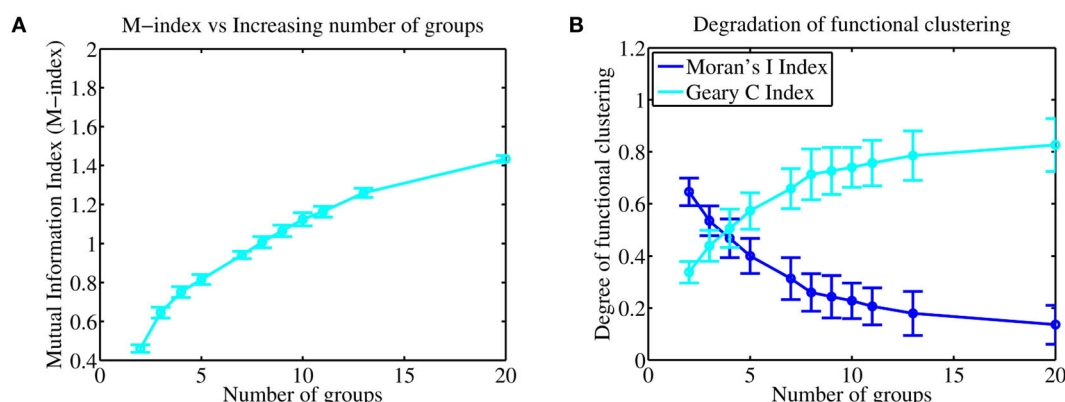 A
M−index vs Increasing number of groups
Mutual Information Index (M−index)
2
1.8
1.6
1.4
1.2
1
0.8
0.6
0.4
0
5
10
15
20
Number of groups
B
Degradation of functional clustering
Degree of functional clustering
1.2
1
0.8
0.6
0.4
0.2
0
Moran's I Index
Geary C Index
0
5
10
15
20
Number of groups